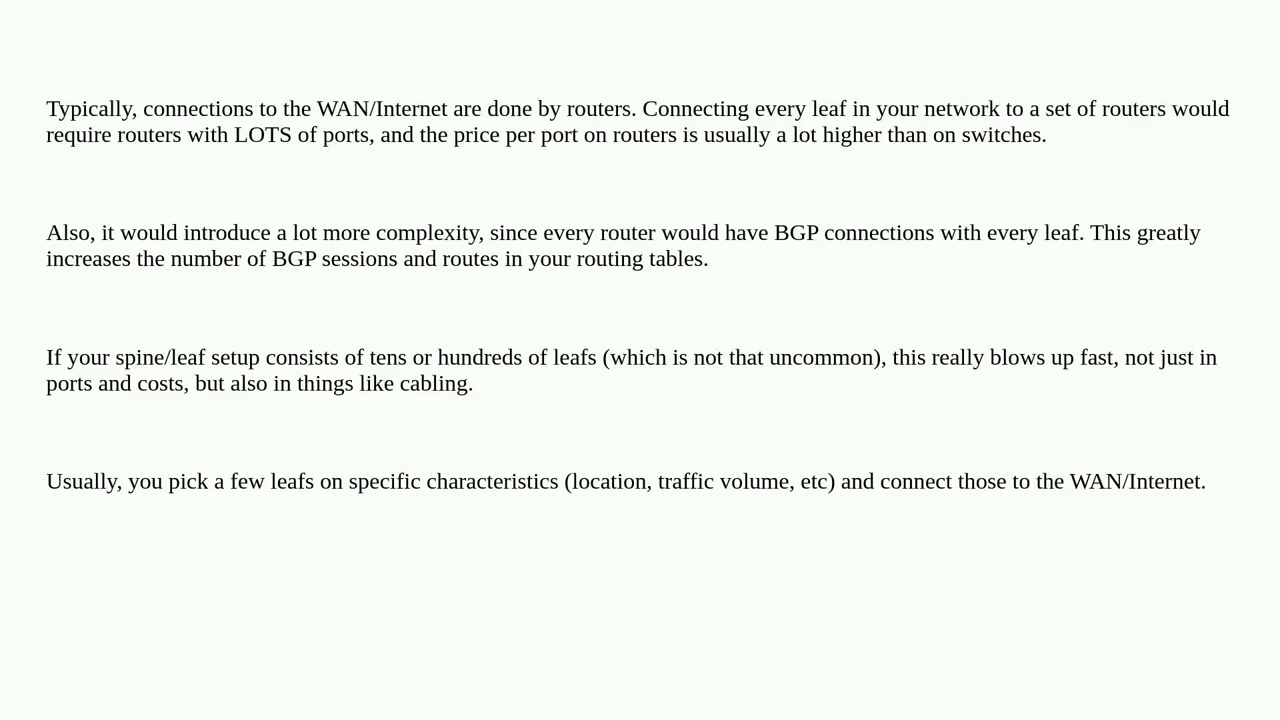 Typically, connections to the WAN/Internet are done by routers. Connecting every leaf in your network to a set of routers would
require routers with LOTS of ports, and the price per port on routers is usually a lot higher than on switches.
Also, it would introduce a lot more complexity, since every router would have BGP connections with every leaf. This greatly
increases the number of BGP sessions and routes in your routing tables.
If your spine/leaf setup consists of tens or hundreds of leafs (which is not that uncommon), this really blows up fast, not just in
ports and costs, but also in things like cabling.
Usually, you pick a few leafs on specific characteristics (location, traffic volume, etc) and connect those to the WAN/Internet.